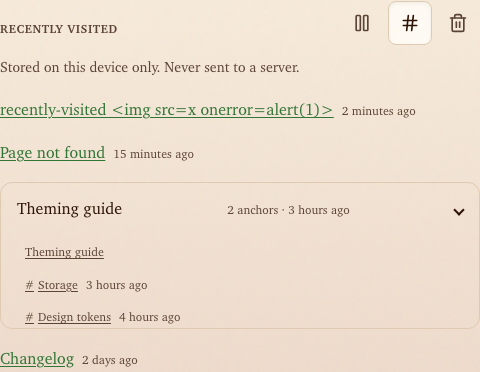 RECENTLY VISITED #
Stored on this device only. Never sent to a server.
recently-visited <img src=x onerror=alert(1)> 2 minutes ago
Page not found 15 minutes ago
Theming guide 2 anchors · 3 hours ago
Theming guide
# Storage 3 hours ago
# Design tokens 4 hours ago
Changelog 2 days ago